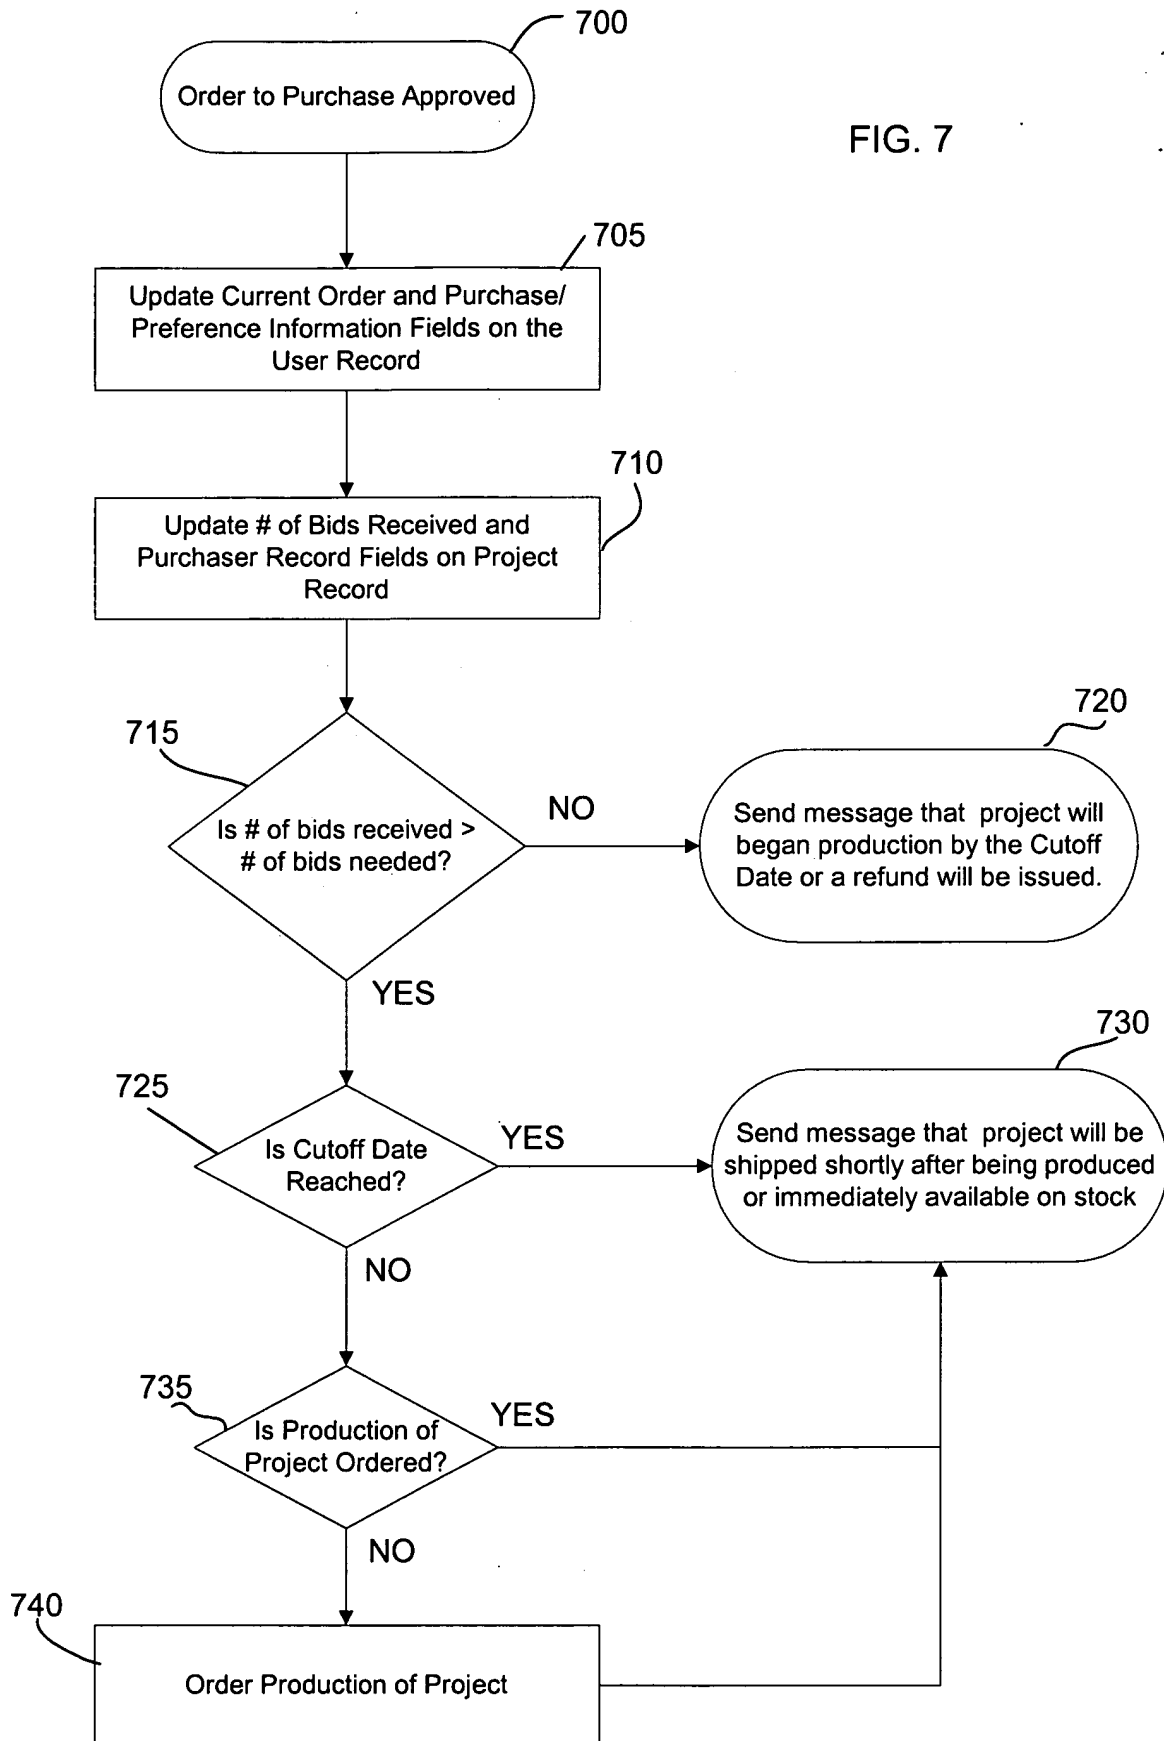 700
Order to Purchase Approved
FIG. 7
705
Update Current Order and Purchase/
Preference Information Fields on the
User Record
710
Update # of Bids Received and
Purchaser Record Fields on Project
Record
715
Is # of bids received >
# of bids needed?
NO
720
Send message that project will
began production by the Cutoff
Date or a refund will be issued.
YES
725
Is Cutoff Date
Reached?
YES
730
Send message that project will be
shipped shortly after being produced
or immediately available on stock
NO
735
Is Production of
Project Ordered?
YES
NO
740
Order Production of Project